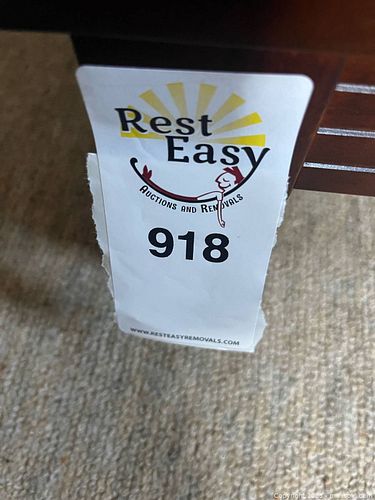 Rest
Easy
AUCTIONS AND REMOVALS
918
WWW.RESTEASYREMOVALS.COM